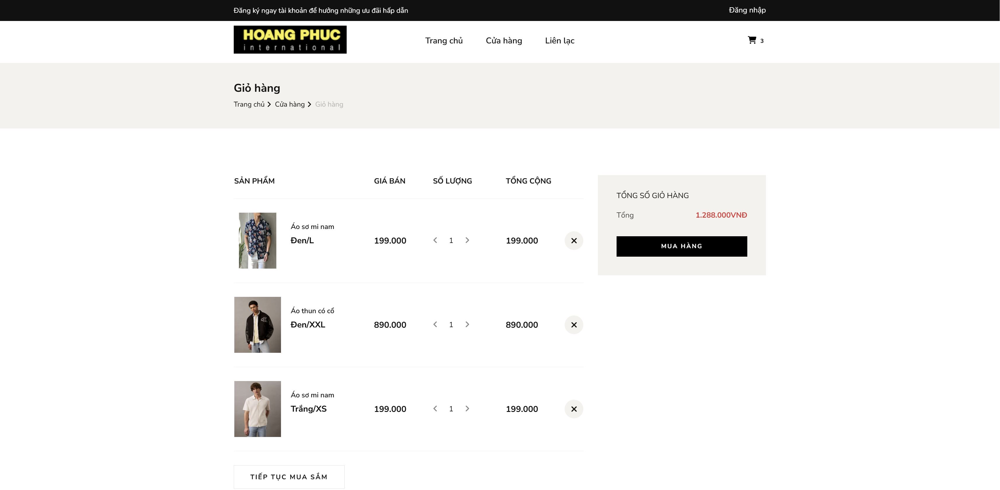 Đăng ký ngay tài khoản để hưởng những ưu đãi hấp dẫn
Đăng nhập
HOANG PHUC
international
Trang chủ
Cửa hàng
Liên lạc
3
Giỏ hàng
Trang chủ > Cửa hàng > Giỏ hàng
SẢN PHẨM GIÁ BÁN SỐ LƯỢNG TỔNG CỘNG
Áo sơ mi nam
Đen/L
199.000 < 1 > 199.000
Áo thun có cổ
Đen/XXL
890.000 < 1 > 890.000
Áo sơ mi nam
Trắng/XS
199.000 < 1 > 199.000
TIẾP TỤC MUA SẮM
TỔNG SỐ GIỎ HÀNG
Tổng 1.288.000VNĐ
MUA HÀNG